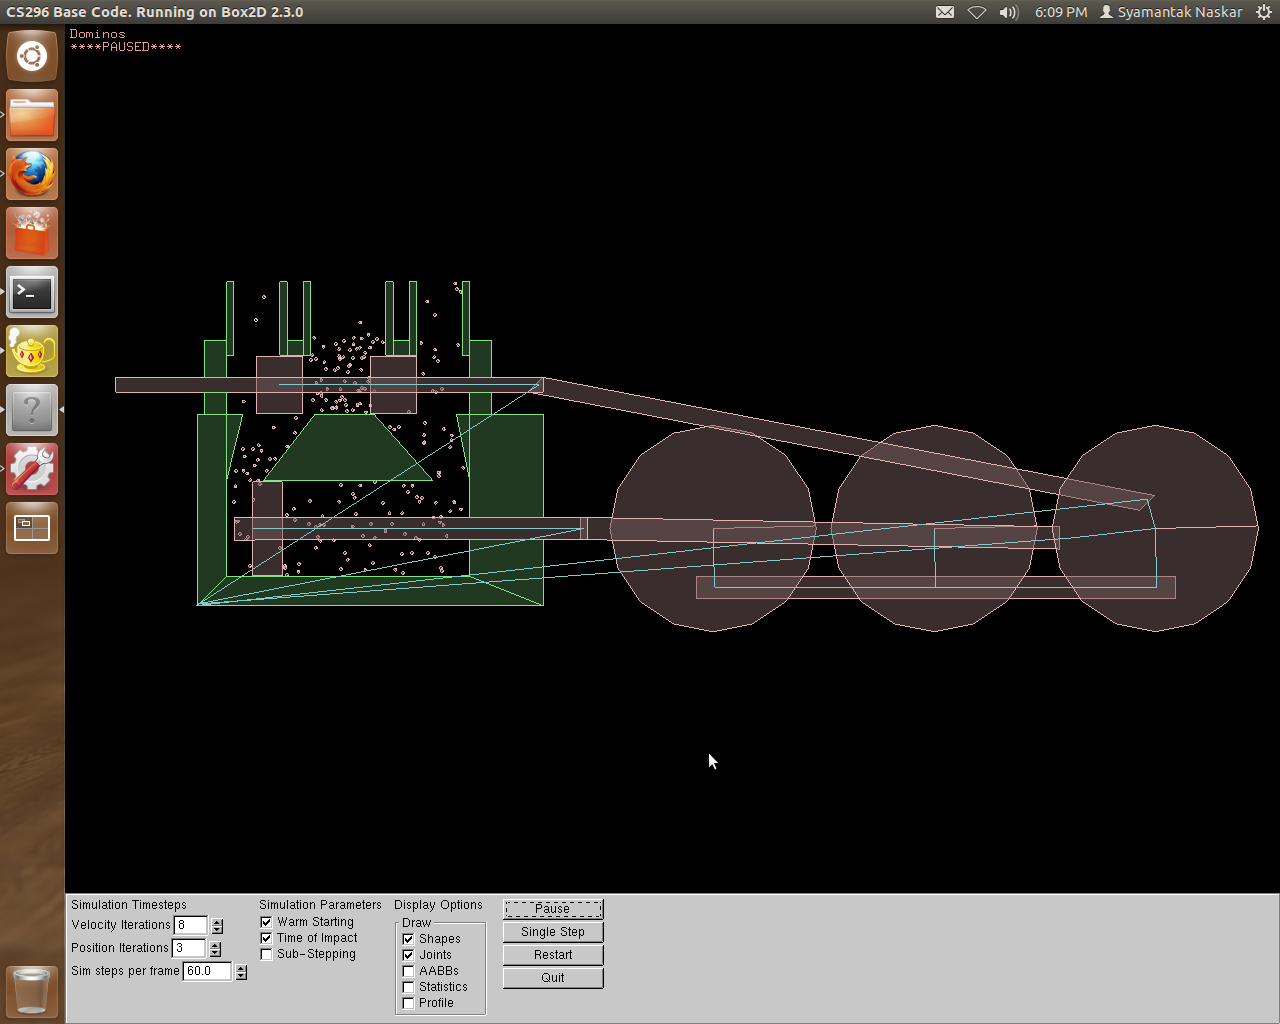 CS296 Base Code. Running on Box2D 2.3.0
6:09 PM
Syamantak Naskar
Dominos
****PAUSED****
Simulation Timesteps
Velocity Iterations 8
Position Iterations 3
Sim steps per frame 60.0
Simulation Parameters
Warm Starting
Time of Impact
Sub-Stepping
Display Options
Draw
Shapes
Joints
AABBs
Statistics
Profile
Pause
Single Step
Restart
Quit